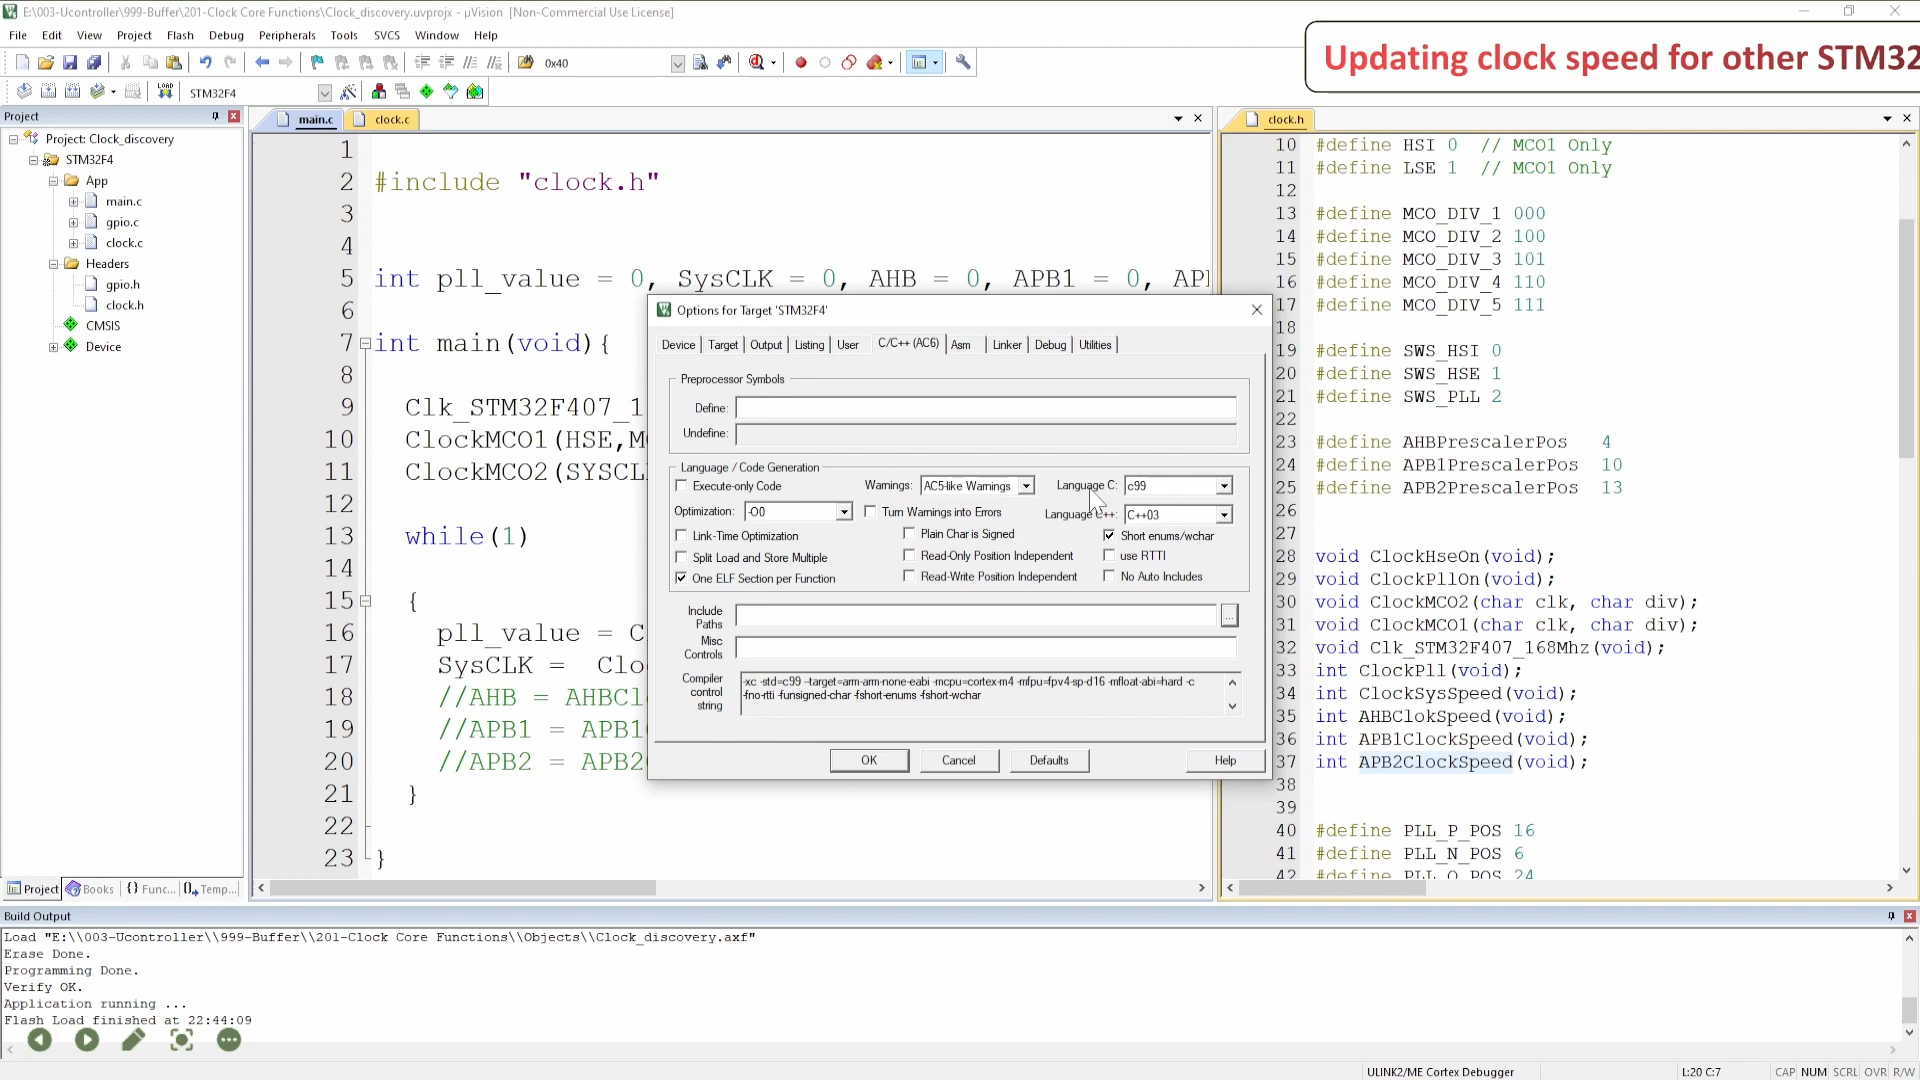 E:\003-Ucontroller\999-Buffer\201-Clock Core Functions\Clock_discovery.uvprojx - µVision [Non-Commercial Use License]
File Edit View Project Flash Debug Peripherals Tools SVCS Window Help
0x40
Updating clock speed for other STM32
LOAD STM32F4
Project
Project: Clock_discovery
STM32F4
App
main.c
gpio.c
clock.c
Headers
gpio.h
clock.h
CMSIS
Device
Project Books {} Func... Temp...
main.c clock.c
1
2 #include "clock.h"
3
4
5 int pll_value = 0, SysCLK = 0, AHB = 0, APB1 = 0, AP
6
7 int main(void){
8
9 Clk_STM32F407_1
10 ClockMCO1(HSE,M
11 ClockMCO2(SYSCL
12
13 while(1)
14
15 {
16 pll_value = C
17 SysCLK = Clo
18 //AHB = AHBCl
19 //APB1 = APB1
20 //APB2 = APB2
21 }
22
23 }
Options for Target 'STM32F4'
Device Target Output Listing User C/C++ (AC6) Asm Linker Debug Utilities
Preprocessor Symbols
Define:
Undefine:
Language / Code Generation
Execute-only Code Warnings: AC5-like Warnings Language C: c99
Optimization: -O0 Turn Warnings into Errors Language C++: C++03
Link-Time Optimization Plain Char is Signed Short enums/wchar
Split Load and Store Multiple Read-Only Position Independent use RTTI
One ELF Section per Function Read-Write Position Independent No Auto Includes
Include Paths ...
Misc Controls
Compiler control string
-xc -std=c99 --target=arm-arm-none-eabi -mcpu=cortex-m4 -mfpu=fpv4-sp-d16 -mfloat-abi=hard -c
-fno-rtti -funsigned-char -fshort-enums -fshort-wchar
OK Cancel Defaults Help
clock.h
10 #define HSI 0 // MCO1 Only
11 #define LSE 1 // MCO1 Only
12
13 #define MCO_DIV_1 000
14 #define MCO_DIV_2 100
15 #define MCO_DIV_3 101
16 #define MCO_DIV_4 110
17 #define MCO_DIV_5 111
18
19 #define SWS_HSI 0
20 #define SWS_HSE 1
21 #define SWS_PLL 2
22
23 #define AHBPrescalerPos 4
24 #define APB1PrescalerPos 10
25 #define APB2PrescalerPos 13
26
27
28 void ClockHseOn(void);
29 void ClockPllOn(void);
30 void ClockMCO2(char clk, char div);
31 void ClockMCO1(char clk, char div);
32 void Clk_STM32F407_168Mhz(void);
33 int ClockPll(void);
34 int ClockSysSpeed(void);
35 int AHBClokSpeed(void);
36 int APB1ClockSpeed(void);
37 int APB2ClockSpeed(void);
38
39
40 #define PLL_P_POS 16
41 #define PLL_N_POS 6
42 #define PLL_Q_POS 24
Build Output
Load "E:\\003-Ucontroller\\999-Buffer\\201-Clock Core Functions\\Objects\\Clock_discovery.axf"
Erase Done.
Programming Done.
Verify OK.
Application running ...
Flash Load finished at 22:44:09
ULINK2/ME Cortex Debugger L:20 C:7 CAP NUM SCRL OVR R/W